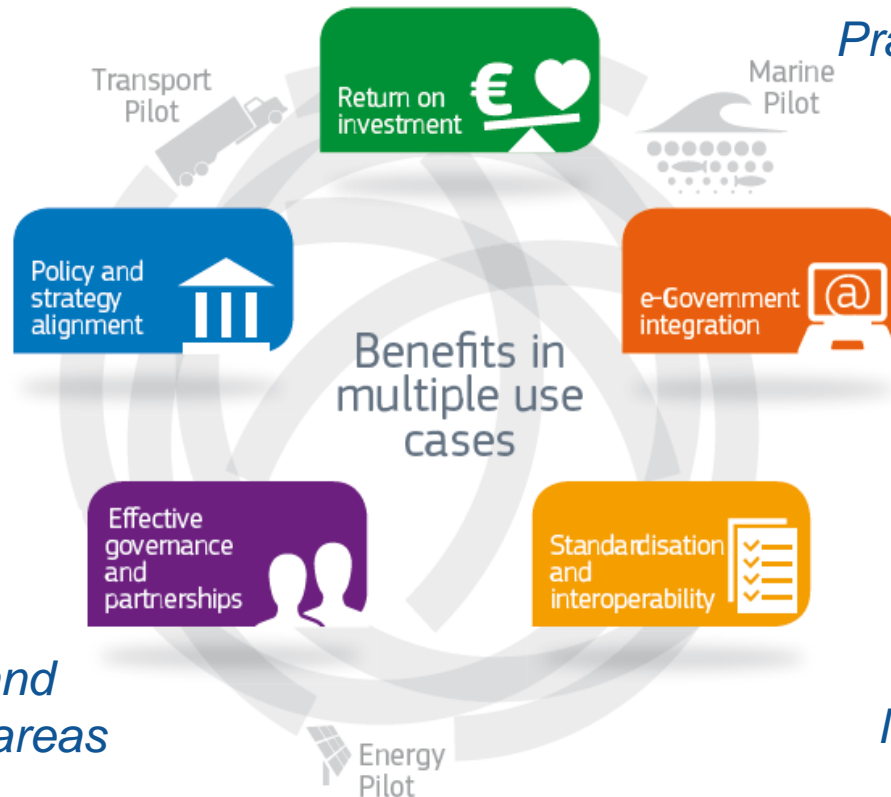 Transport
Pilot
Return on
investment
€
Marine
Pilot
Policy and
strategy
alignment
e-Government
integration
@
Benefits in
multiple use
cases
Effective
governance
and
partnerships
Standardisation
and
interoperability
areas
Energy
Pilot